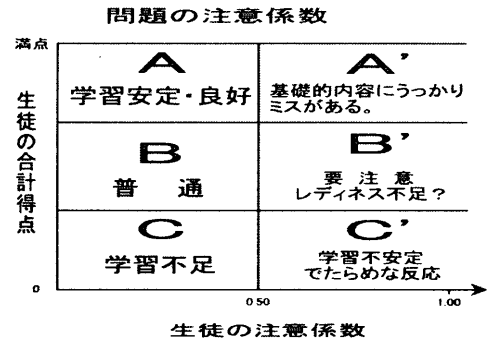 問題の注意係数
満点
A
学習安定・良好
A’
基礎的内容にうっかり
ミスがある。
生徒の合計得点
B
普 通
B’
要 注 意
レディネス不足？
C
学習不足
C’
学習不安定
でたらめな反応
0
0 50
1.00
生徒の注意係数